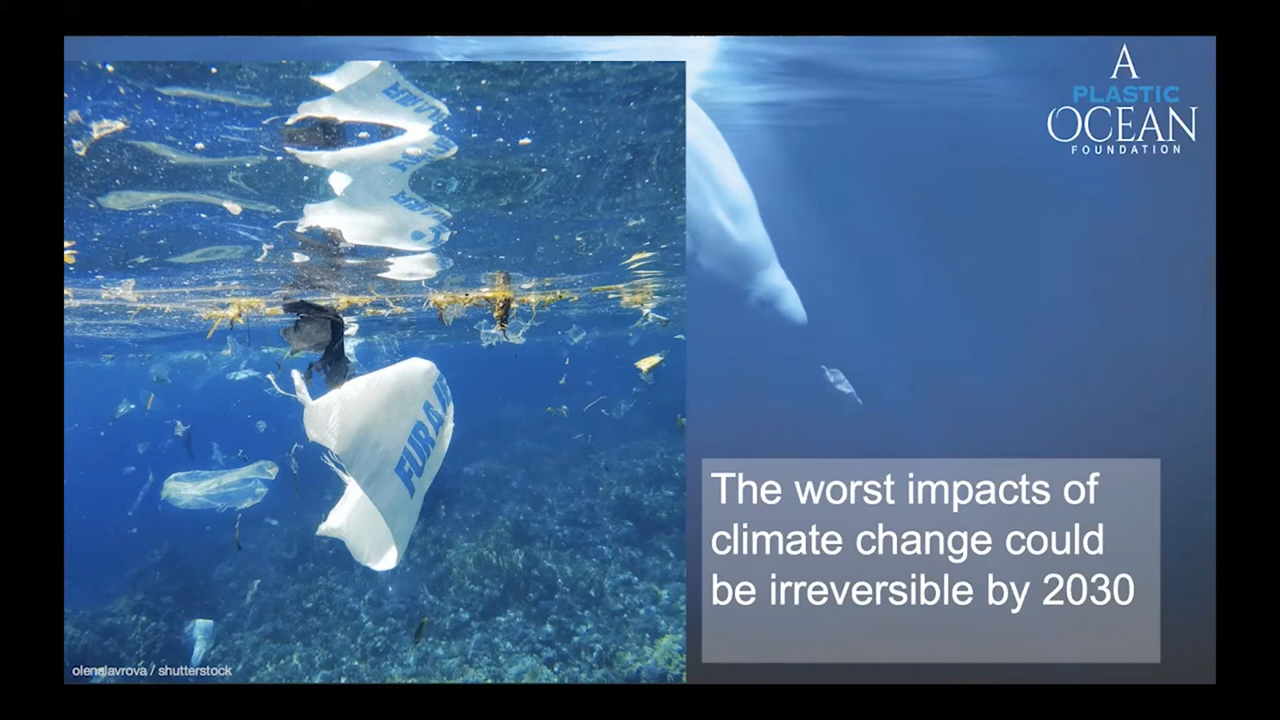 A
PLASTIC
OCEAN
FOUNDATION
The worst impacts of
climate change could
be irreversible by 2030
olenalavrova / shutterstock